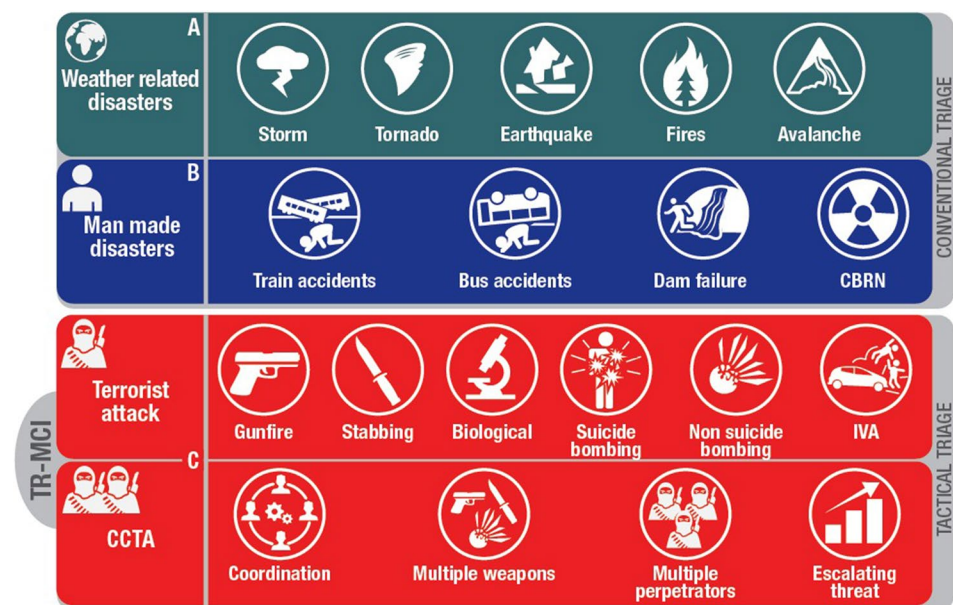 A
Weather related
disasters
Storm
Tornado
Earthquake
Fires
Avalanche
CONVENTIONAL TRIAGE
B
Man made
disasters
Train accidents
Bus accidents
Dam failure
CBRN
TR-MCI
Terrorist
attack
Gunfire
Stabbing
Biological
Suicide
bombing
Non suicide
bombing
IVA
TACTICAL TRIAGE
C
CCTA
Coordination
Multiple weapons
Multiple
perpetrators
Escalating
threat